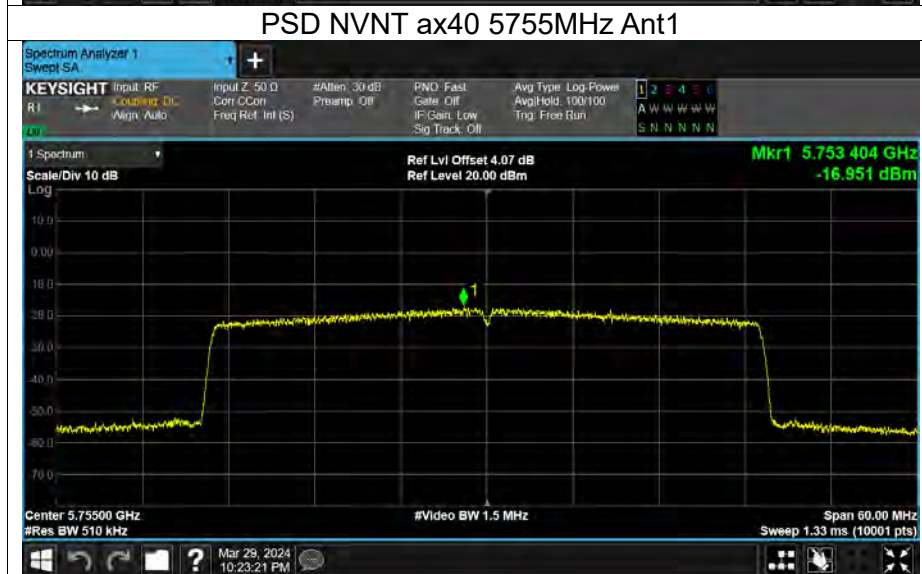 PSD NVNT ax40 5755MHz Ant1
Spectrum Analyzer 1
Swept SA
+
KEYSIGHT Input: RF Input Z: 50 Ω #Atten: 30 dB PNO: Fast Avg Type: Log-Power 1 2 3 4 5 6
Coupling: DC Corr CCorr Preamp: Off Gate: Off Avg|Hold: 100/100 A W W W W W
Align: Auto Freq Ref: Int (S) IF Gain: Low Trig: Free Run
Sig Track: Off S N N N N N
1 Spectrum Ref Lvl Offset 4.07 dB Mkr1 5.753 404 GHz
Scale/Div 10 dB Ref Level 20.00 dBm -16.951 dBm
Log
10.0
0.00
-10.0
-20.0
-30.0
-40.0
-50.0
-60.0
-70.0
1
Center 5.75500 GHz #Video BW 1.5 MHz Span 60.00 MHz
#Res BW 510 kHz Sweep 1.33 ms (10001 pts)
? Mar 29, 2024
10:23:21 PM